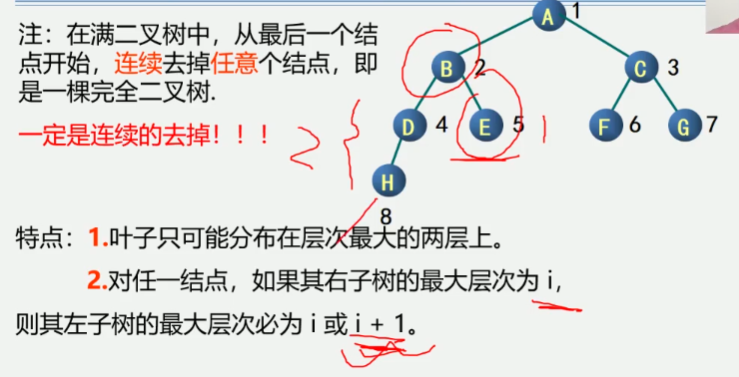 注：在满二叉树中，从最后一个结
点开始，连续去掉任意个结点，即
是一棵完全二叉树.
一定是连续的去掉！！！
A 1
B 2
C 3
D 4
E 5
F 6
G 7
H
8
2
1
特点：1.叶子只可能分布在层次最大的两层上。
2.对任一结点，如果其右子树的最大层次为 i，
则其左子树的最大层次必为 i 或 i + 1。